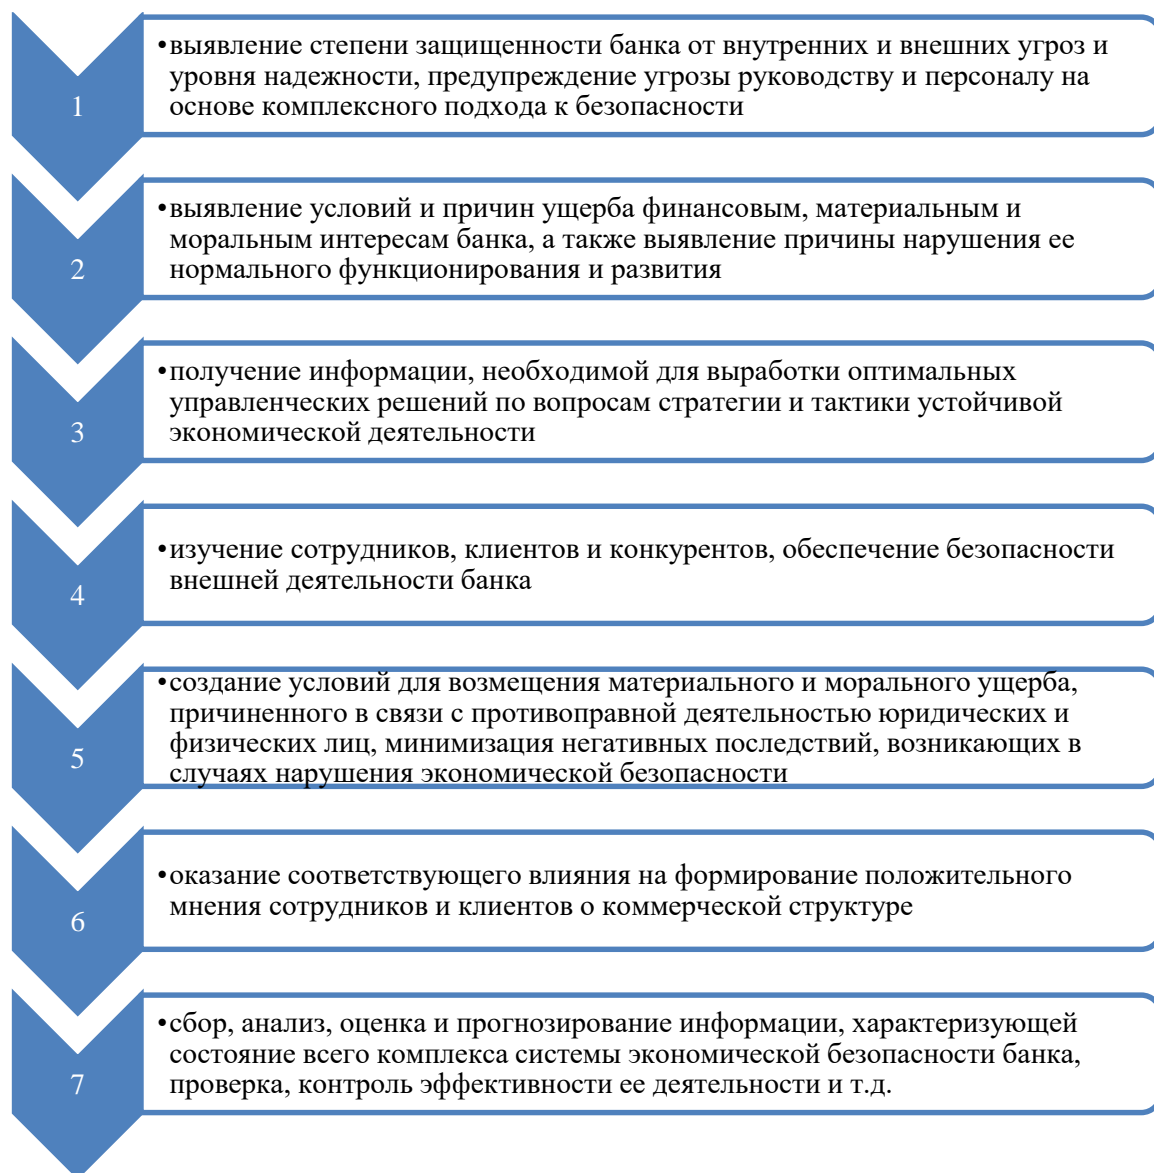 1
•выявление степени защищенности банка от внутренних и внешних угроз и
уровня надежности, предупреждение угрозы руководству и персоналу на
основе комплексного подхода к безопасности
2
•выявление условий и причин ущерба финансовым, материальным и
моральным интересам банка, а также выявление причины нарушения ее
нормального функционирования и развития
3
•получение информации, необходимой для выработки оптимальных
управленческих решений по вопросам стратегии и тактики устойчивой
экономической деятельности
4
•изучение сотрудников, клиентов и конкурентов, обеспечение безопасности
внешней деятельности банка
5
•создание условий для возмещения материального и морального ущерба,
причиненного в связи с противоправной деятельностью юридических и
физических лиц, минимизация негативных последствий, возникающих в
случаях нарушения экономической безопасности
6
•оказание соответствующего влияния на формирование положительного
мнения сотрудников и клиентов о коммерческой структуре
7
•сбор, анализ, оценка и прогнозирование информации, характеризующей
состояние всего комплекса системы экономической безопасности банка,
проверка, контроль эффективности ее деятельности и т.д.